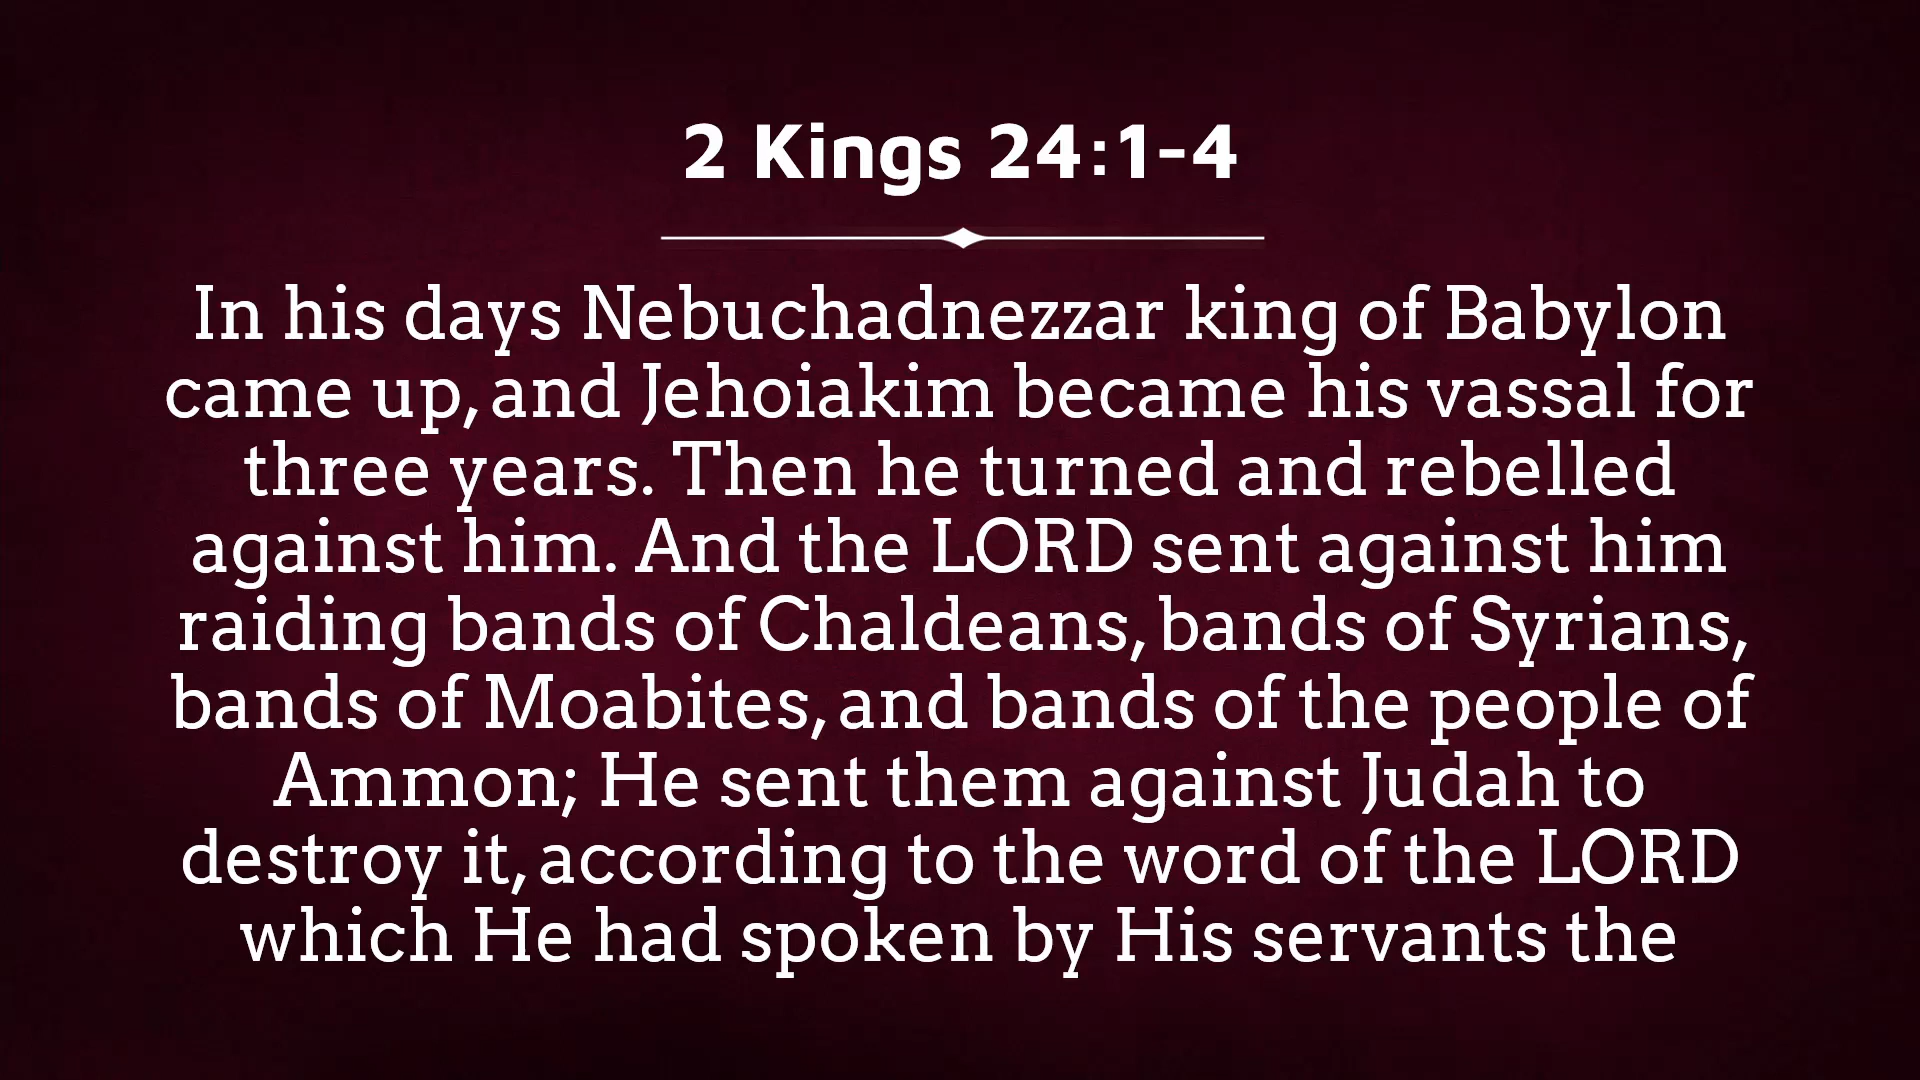 2 Kings 24:1-4
In his days Nebuchadnezzar king of Babylon
came up, and Jehoiakim became his vassal for
three years. Then he turned and rebelled
against him. And the LORD sent against him
raiding bands of Chaldeans, bands of Syrians,
bands of Moabites, and bands of the people of
Ammon; He sent them against Judah to
destroy it, according to the word of the LORD
which He had spoken by His servants the